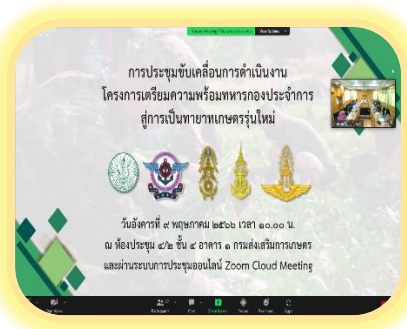 View Options
การประชุมขับเคลื่อนการดำเนินงาน
โครงการเตรียมความพร้อมทหารกองประจำการ
สู่การเป็นทายาทเกษตรรุ่นใหม่
วันอังคารที่ ๙ พฤษภาคม ๒๕๖๖ เวลา ๑๐.๐๐ น.
ณ ห้องประชุม ๔/๒ ชั้น ๔ อาคาร ๑ กรมส่งเสริมการเกษตร
และผ่านระบบการประชุมออนไลน์ Zoom Cloud Meeting